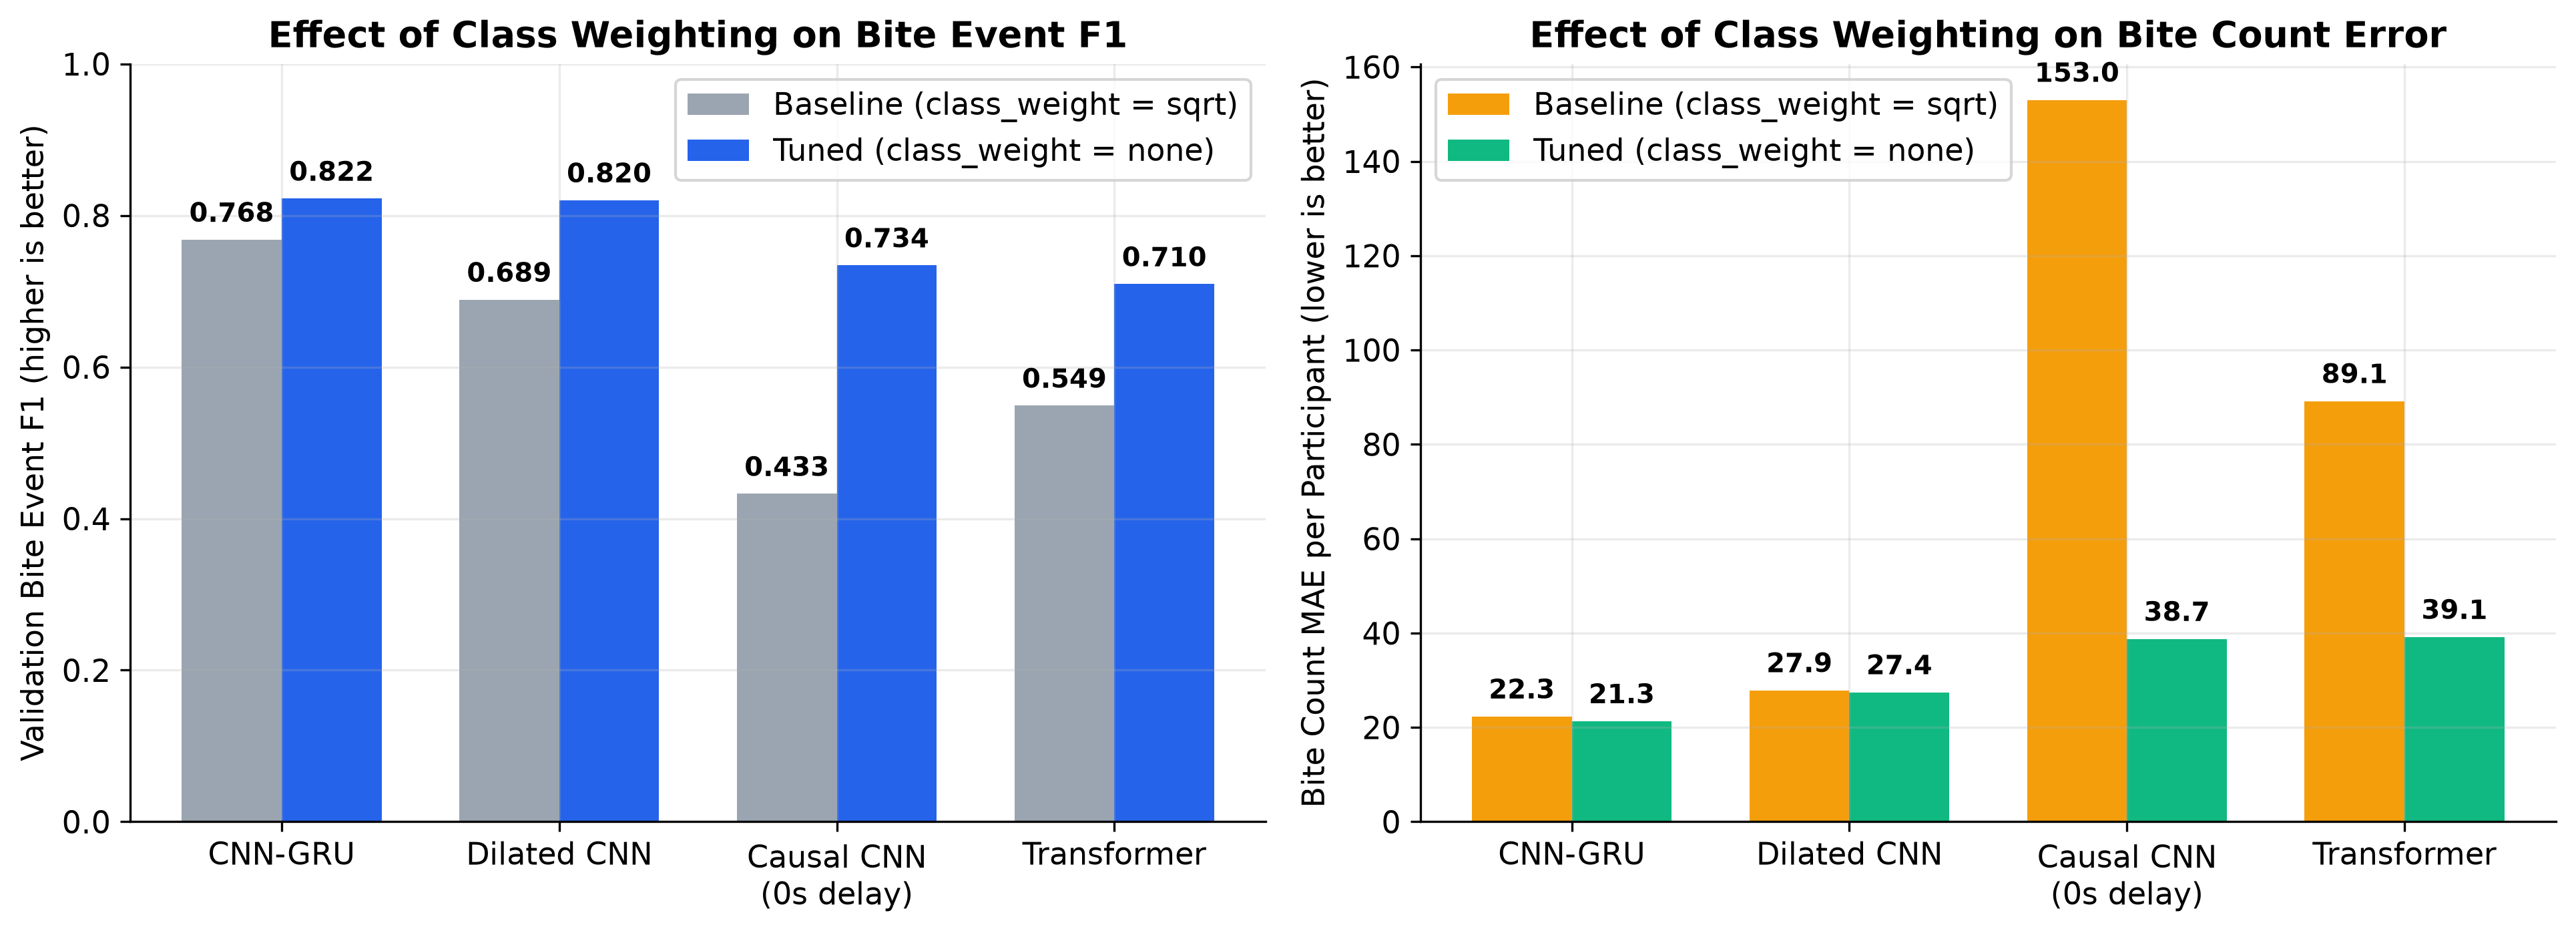 Effect of Class Weighting on Bite Event F1
Validation Bite Event F1 (higher is better)
1.0
0.8
0.6
0.4
0.2
0.0
Baseline (class_weight = sqrt)
Tuned (class_weight = none)
0.768
0.822
0.689
0.820
0.433
0.734
0.549
0.710
CNN-GRU
Dilated CNN
Causal CNN
(0s delay)
Transformer
Effect of Class Weighting on Bite Count Error
Bite Count MAE per Participant (lower is better)
160
140
120
100
80
60
40
20
0
Baseline (class_weight = sqrt)
Tuned (class_weight = none)
22.3
21.3
27.9
27.4
153.0
38.7
89.1
39.1
CNN-GRU
Dilated CNN
Causal CNN
(0s delay)
Transformer